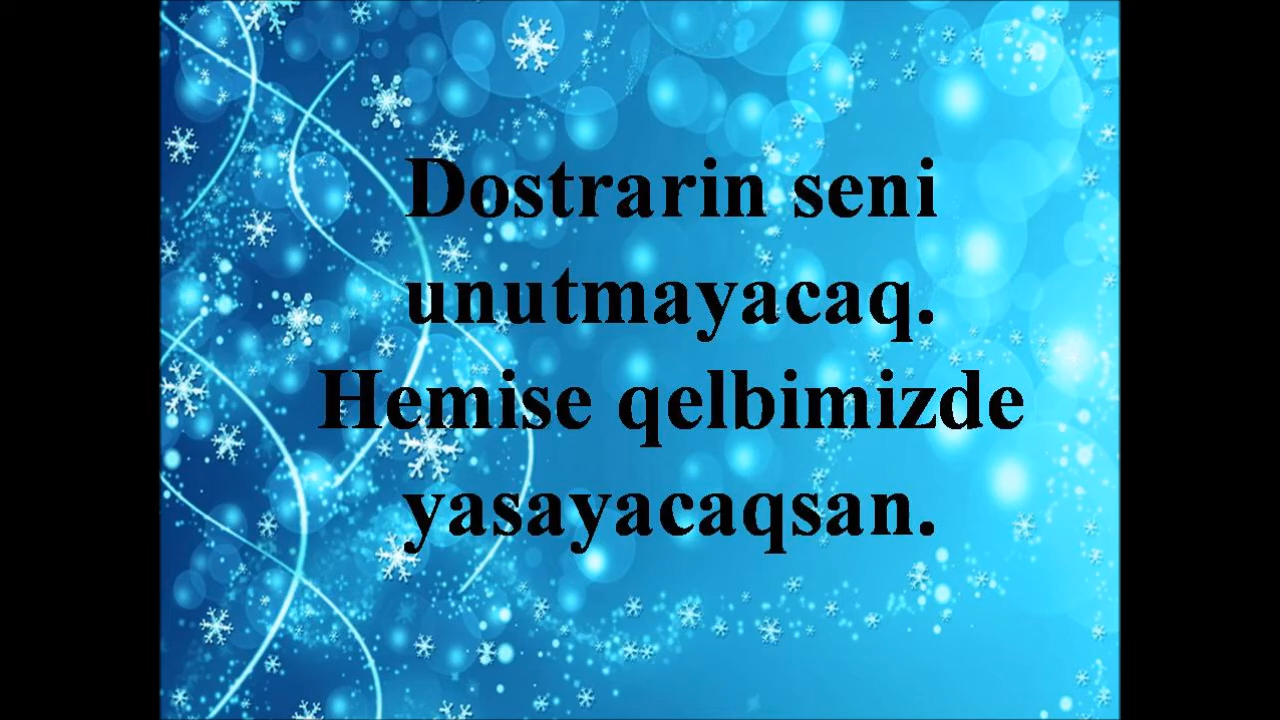 Dostrarin seni
unutmayacaq.
Hemise qelbimizde
yasayacaqsan.